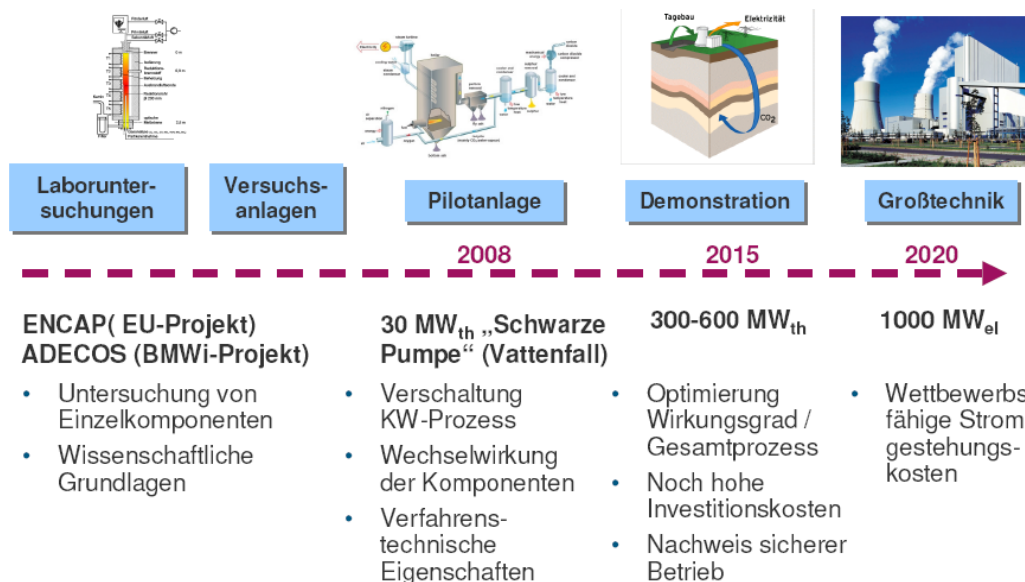 Tagebau
Elektrizität
CO2
Laborunter-
suchungen
Versuchs-
anlagen
Pilotanlage
Demonstration
Großtechnik
2008
2015
2020
ENCAP( EU-Projekt)
ADECOS (BMWi-Projekt)
• Untersuchung von
Einzelkomponenten
• Wissenschaftliche
Grundlagen
30 MWth „Schwarze
Pumpe“ (Vattenfall)
• Verschaltung
KW-Prozess
• Wechselwirkung
der Komponenten
• Verfahrens-
technische
Eigenschaften
300-600 MWth
• Optimierung
Wirkungsgrad /
Gesamtprozess
• Noch hohe
Investitionskosten
• Nachweis sicherer
Betrieb
1000 MWel
• Wettbewerbs
fähige Strom
gestehungs-
kosten